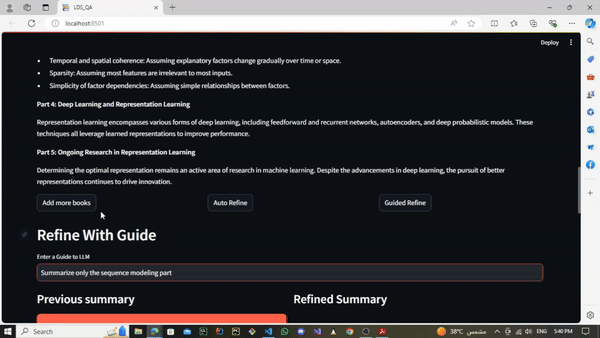 LDS_QA
localhost:8501
Deploy
• Temporal and spatial coherence: Assuming explanatory factors change gradually over time or space.
• Sparsity: Assuming most features are irrelevant to most inputs.
• Simplicity of factor dependencies: Assuming simple relationships between factors.
Part 4: Deep Learning and Representation Learning
Representation learning encompasses various forms of deep learning, including feedforward and recurrent networks, autoencoders, and deep probabilistic models. These
techniques all leverage learned representations to improve performance.
Part 5: Ongoing Research in Representation Learning
Determining the optimal representation remains an active area of research in machine learning. Despite the advancements in deep learning, the pursuit of better
representations continues to drive innovation.
Add more books
Auto Refine
Guided Refine
Refine With Guide
Enter a Guide to LLM
Summarize only the sequence modeling part
Previous summary
Refined Summary
Search
38°C مشمس
ENG
5:40 PM